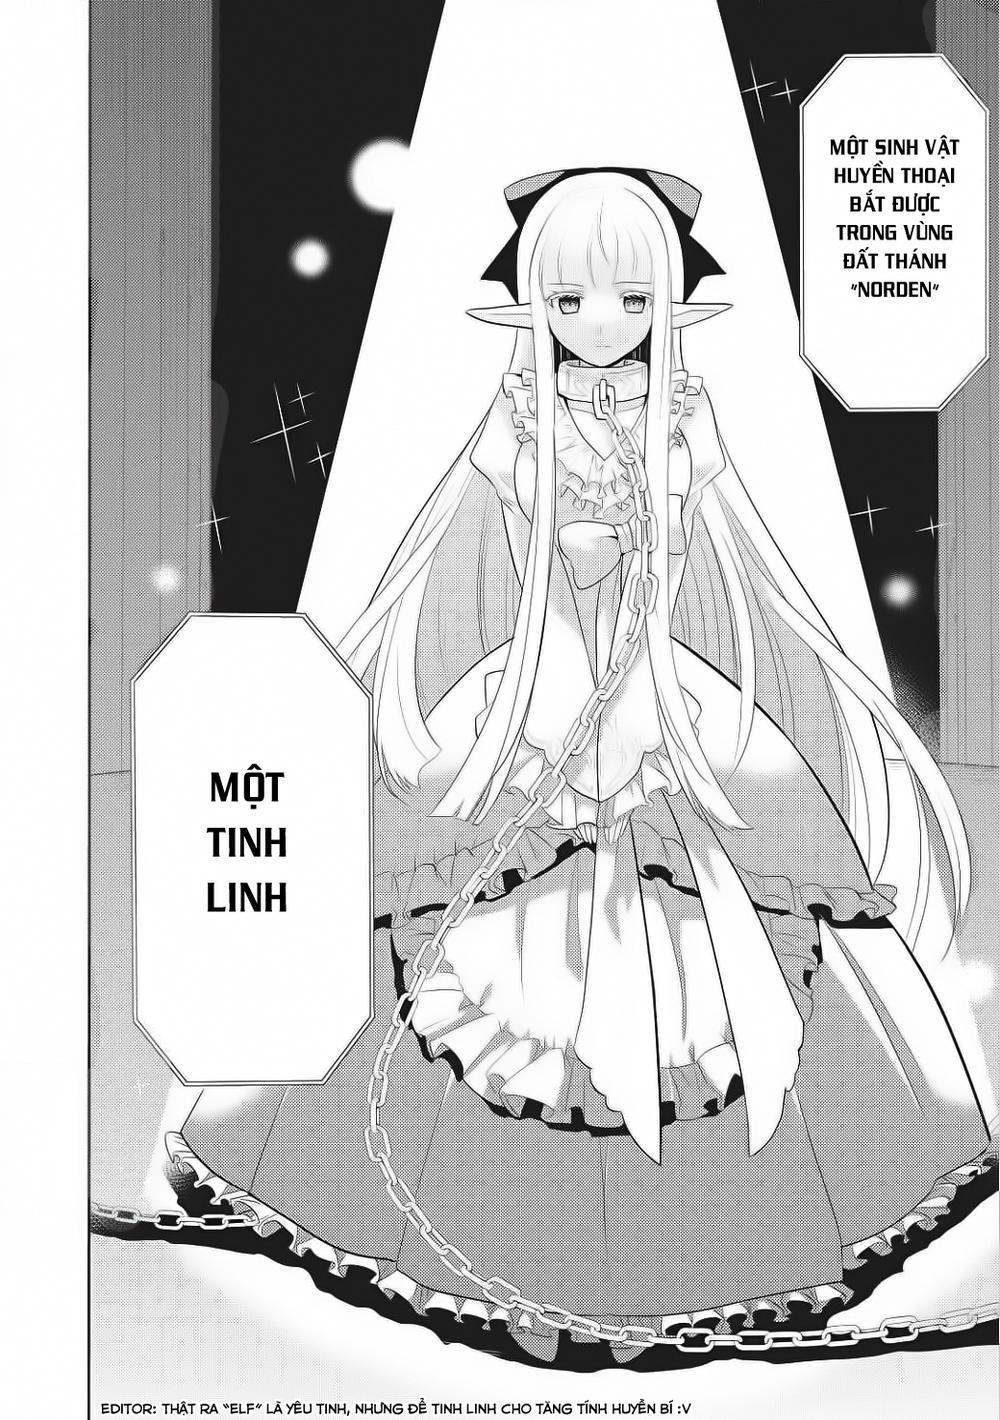 MỘT SINH VẬT
HUYỀN THOẠI
BẮT ĐƯỢC
TRONG VÙNG
ĐẤT THÁNH
"NORDEN"
MỘT
TINH
LINH
EDITOR: THẬT RA "ELF" LÀ YÊU TINH, NHƯNG ĐỂ TINH LINH CHO TĂNG TÍNH HUYỀN BÍ :V